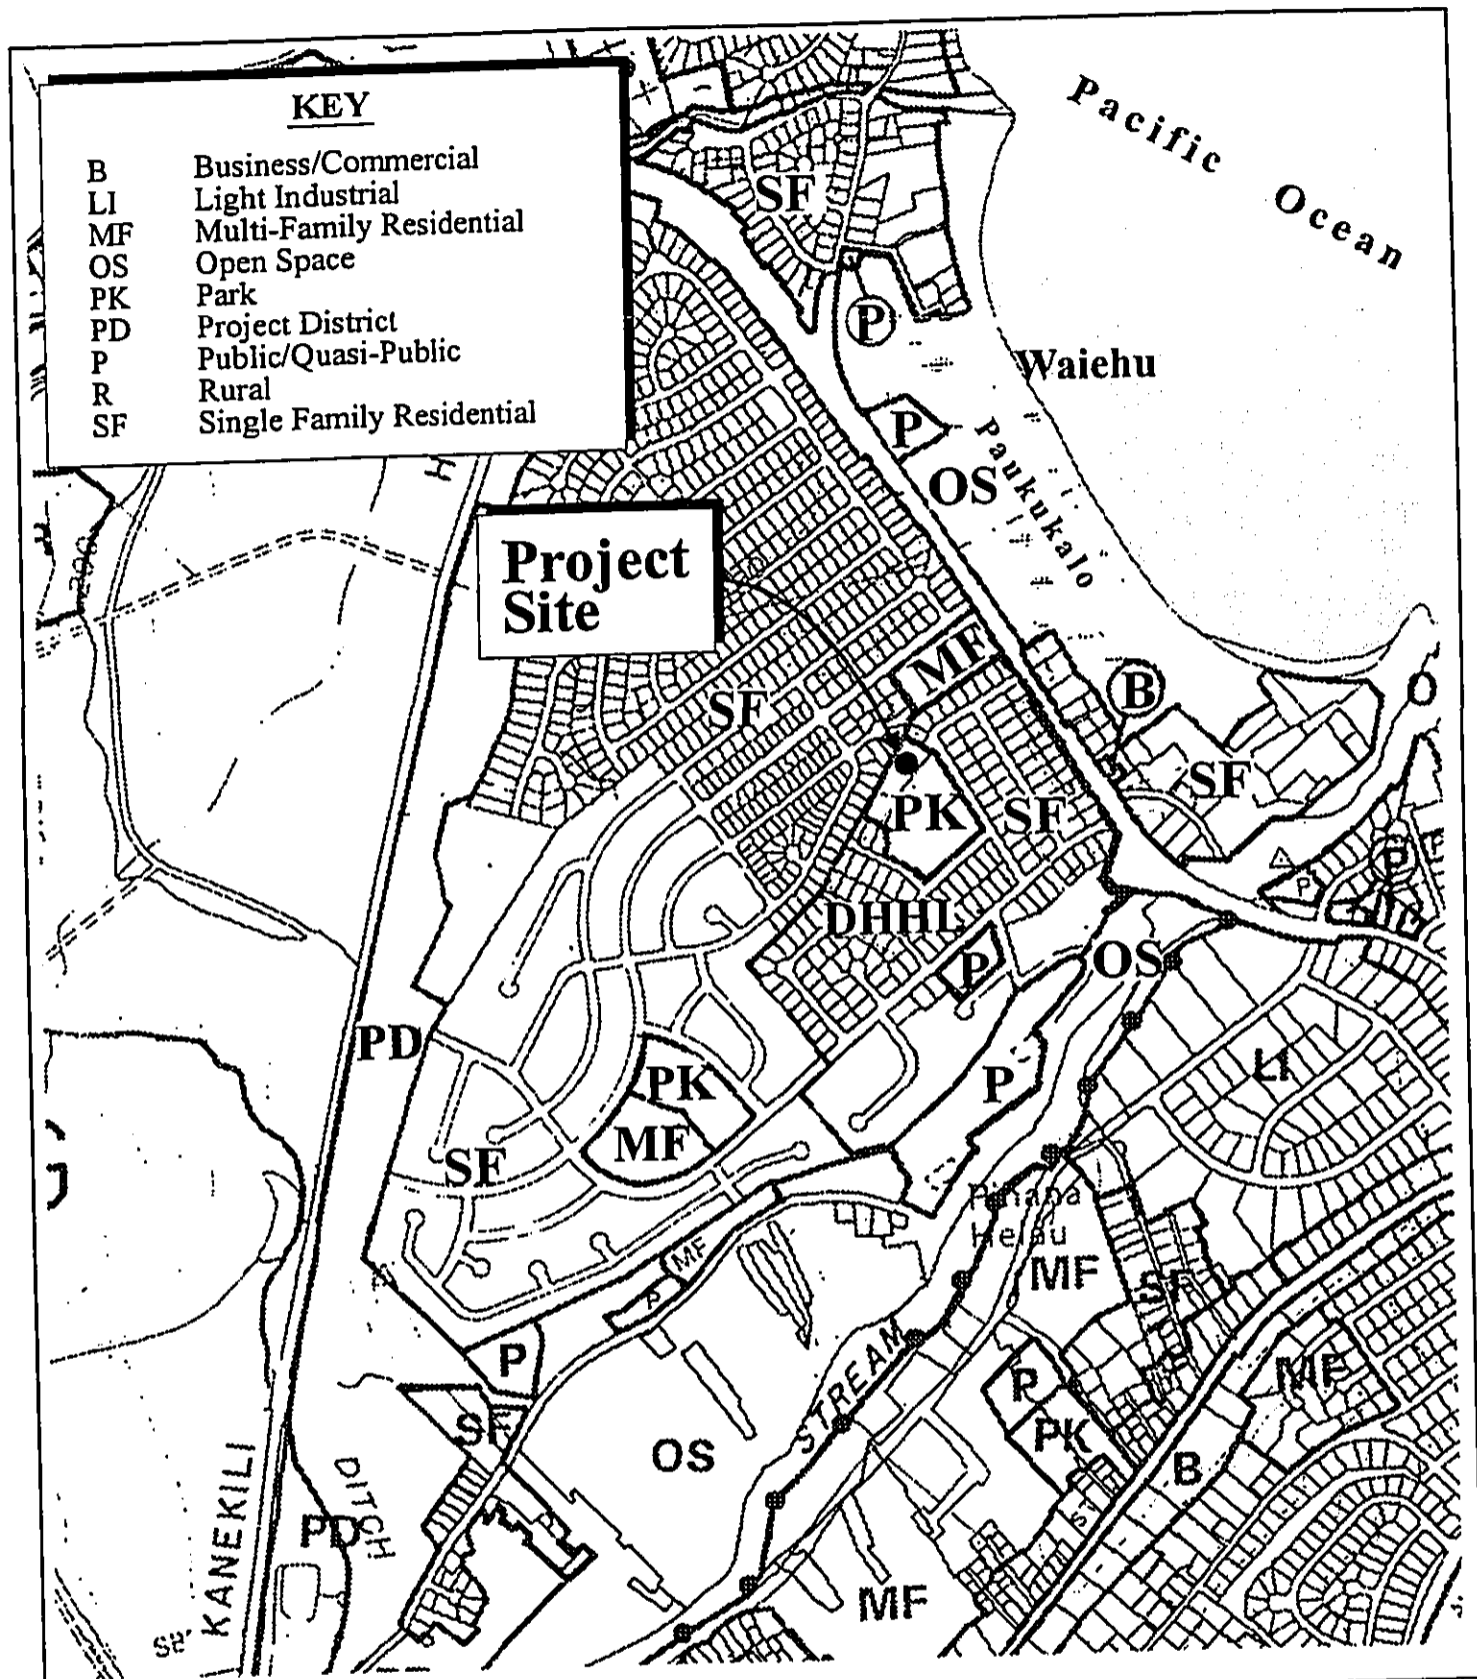 KEY
B Business/Commercial
LI Light Industrial
MF Multi-Family Residential
OS Open Space
PK Park
PD Project District
P Public/Quasi-Public
R Rural
SF Single Family Residential
Pacific Ocean
SF
P
Waiehu
P
OS
Paukukalo
H
200
Project
Site
MF
SF
B
O
SF
PK
SF
P
P
DHHL
P
OS
PD
LI
PK
P
MF
SF
Pihana
Heiau
MF
MF
SF
P
P
STREAM
P
MF
SF
OS
PK
B
DITCH
KANEKILI
PD
MF